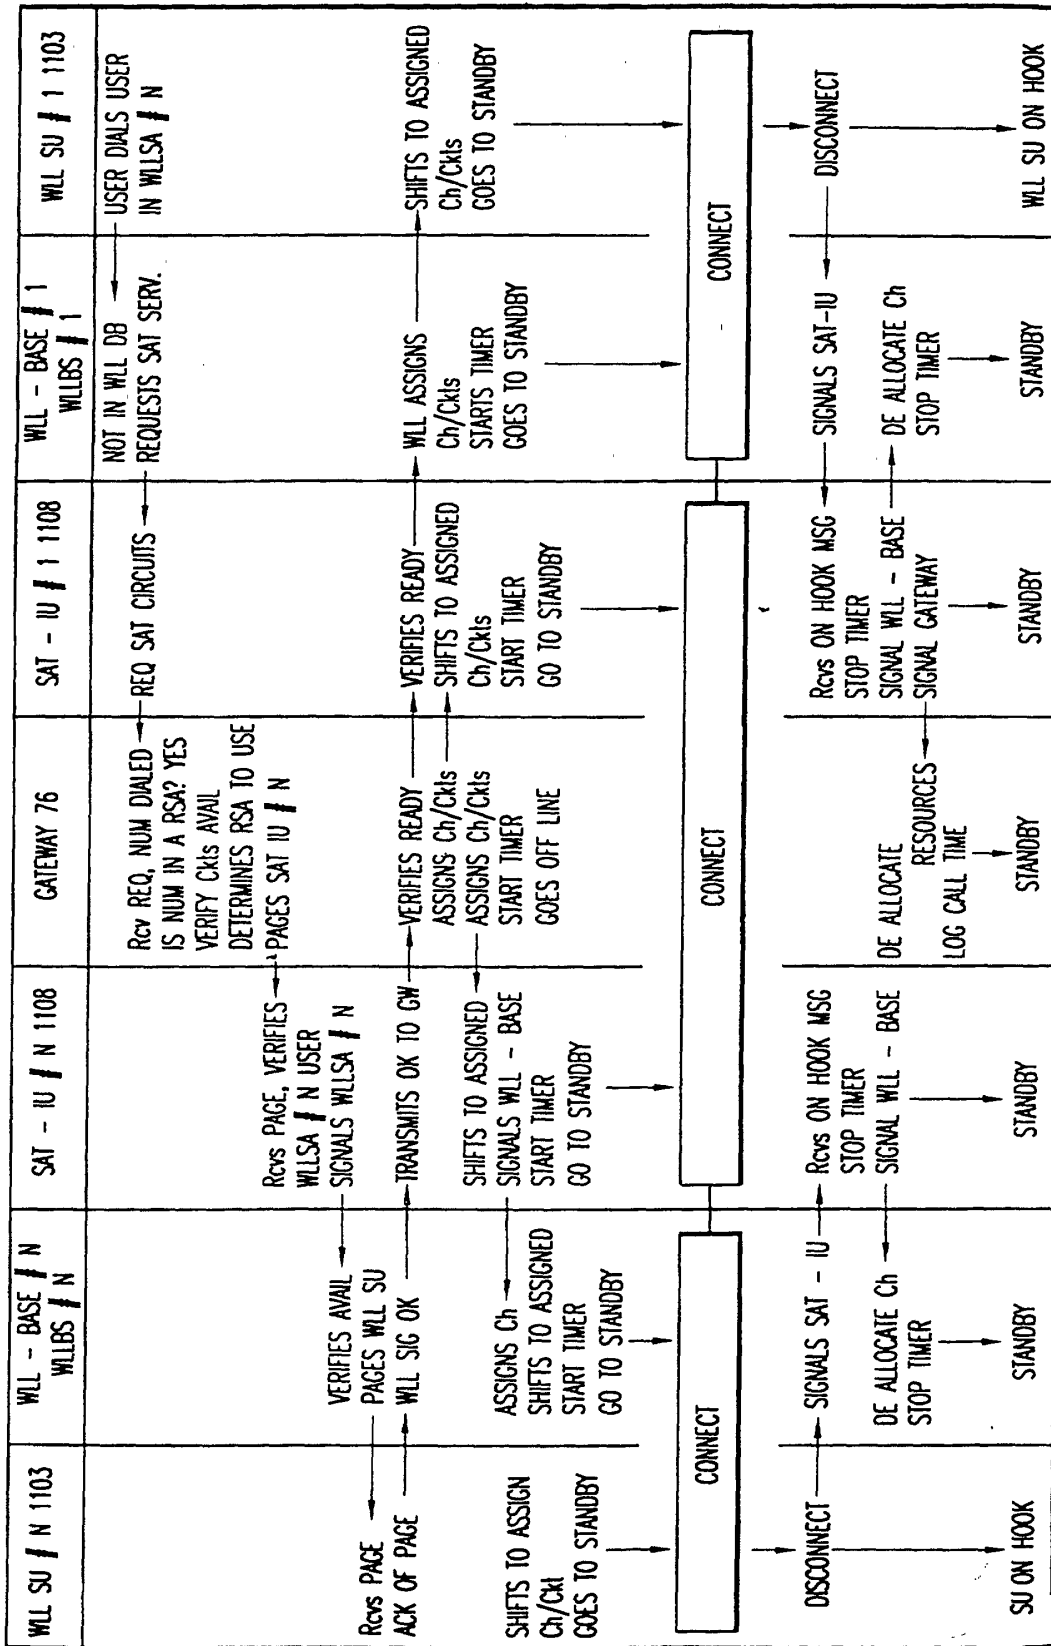 WLL SU # N 1103
WLL - BASE # N
WLLBS # N
SAT - IU # N 1108
GATEWAY 76
SAT - IU # 1 1108
WLL - BASE # 1
WLLBS # 1
WLL SU # 1 1103
USER DIALS USER
IN WLLSA # N
NOT IN WLL DB
REQUESTS SAT SERV.
REQ SAT CIRCUITS
Rcv REQ, NUM DIALED
IS NUM IN A RSA? YES
VERIFY Ckts AVAIL
DETERMINES RSA TO USE
PAGES SAT IU # N
Rcvs PAGE, VERIFIES
WLLSA # N USER
SIGNALS WLLSA # N
VERIFIES AVAIL
PAGES WLL SU
Rcvs PAGE
ACK OF PAGE
WLL SIG OK
TRANSMITS OK TO GW
VERIFIES READY
ASSIGNS Ch/Ckts
ASSIGNS Ch/Ckts
START TIMER
GOES OFF LINE
VERIFIES READY
SHIFTS TO ASSIGNED
Ch/Ckts
START TIMER
GO TO STANDBY
WLL ASSIGNS
Ch/Ckts
STARTS TIMER
GOES TO STANDBY
SHIFTS TO ASSIGNED
Ch/Ckts
GOES TO STANDBY
SHIFTS TO ASSIGNED
SIGNALS WLL - BASE
START TIMER
GO TO STANDBY
ASSIGNS Ch
SHIFTS TO ASSIGNED
START TIMER
GO TO STANDBY
SHIFTS TO ASSIGN
Ch/Ckt
GOES TO STANDBY
CONNECT
CONNECT
CONNECT
DISCONNECT
SIGNALS SAT - IU
Rcvs ON HOOK MSG
STOP TIMER
SIGNAL WLL - BASE
DE ALLOCATE Ch
STOP TIMER
DISCONNECT
SIGNALS SAT-IU
Rcvs ON HOOK MSG
STOP TIMER
SIGNAL WLL - BASE
SIGNAL GATEWAY
DE ALLOCATE Ch
STOP TIMER
DE ALLOCATE
RESOURCES
LOG CALL TIME
SU ON HOOK
STANDBY
STANDBY
STANDBY
STANDBY
STANDBY
WLL SU ON HOOK